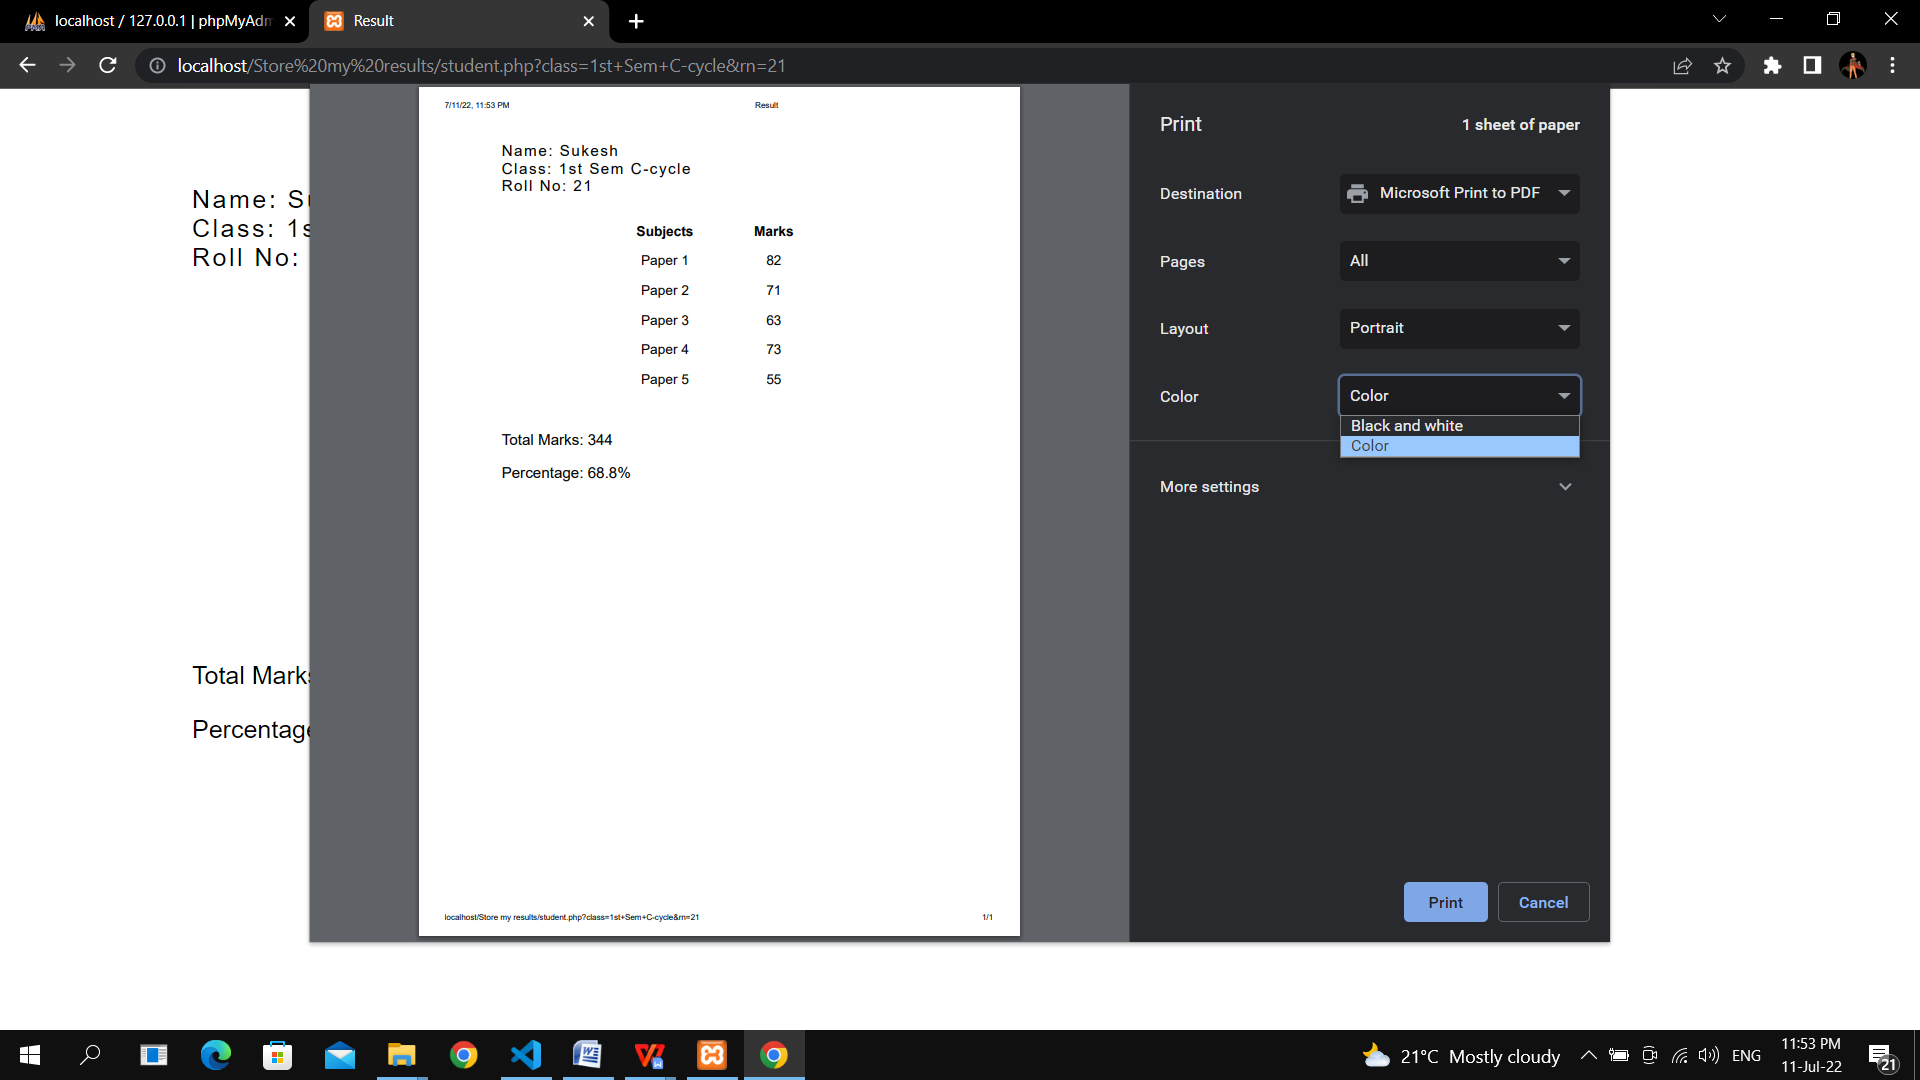 localhost / 127.0.0.1 | phpMyAdm
Result
localhost/Store%20my%20results/student.php?class=1st+Sem+C-cycle&rn=21
7/11/22, 11:53 PM
Result
Name: Sukesh
Class: 1st Sem C-cycle
Roll No: 21
Subjects Marks
Paper 1 82
Paper 2 71
Paper 3 63
Paper 4 73
Paper 5 55
Total Marks: 344
Percentage: 68.8%
localhost/Store my results/student.php?class=1st+Sem+C-cycle&rn=21
1/1
Name: Su
Class: 1s
Roll No:
Total Marks
Percentage
Print
1 sheet of paper
Destination
Microsoft Print to PDF
Pages
All
Layout
Portrait
Color
Color
Black and white
Color
More settings
Print
Cancel
21°C Mostly cloudy
ENG
11:53 PM
11-Jul-22
21